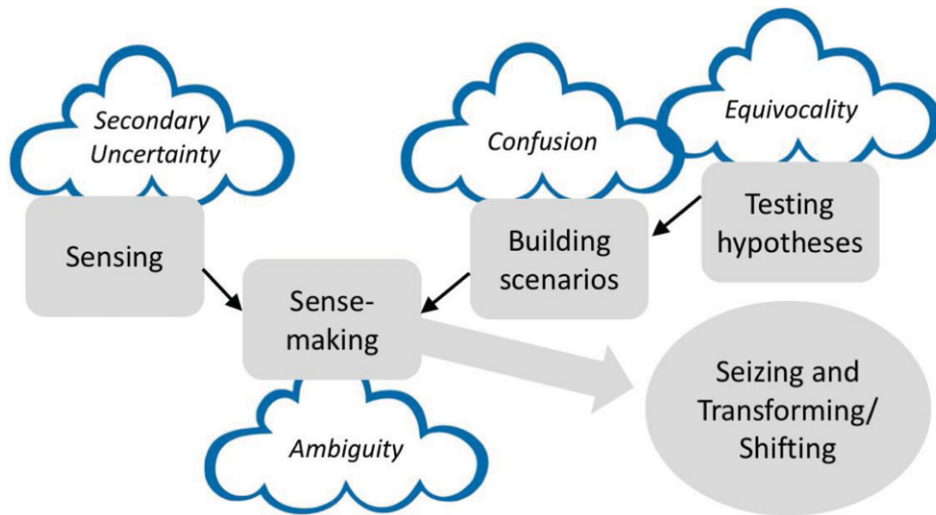 Secondary
Uncertainty
Sensing
Confusion
Equivocality
Building
scenarios
Testing
hypotheses
Sense-
making
Ambiguity
Seizing and
Transforming/
Shifting